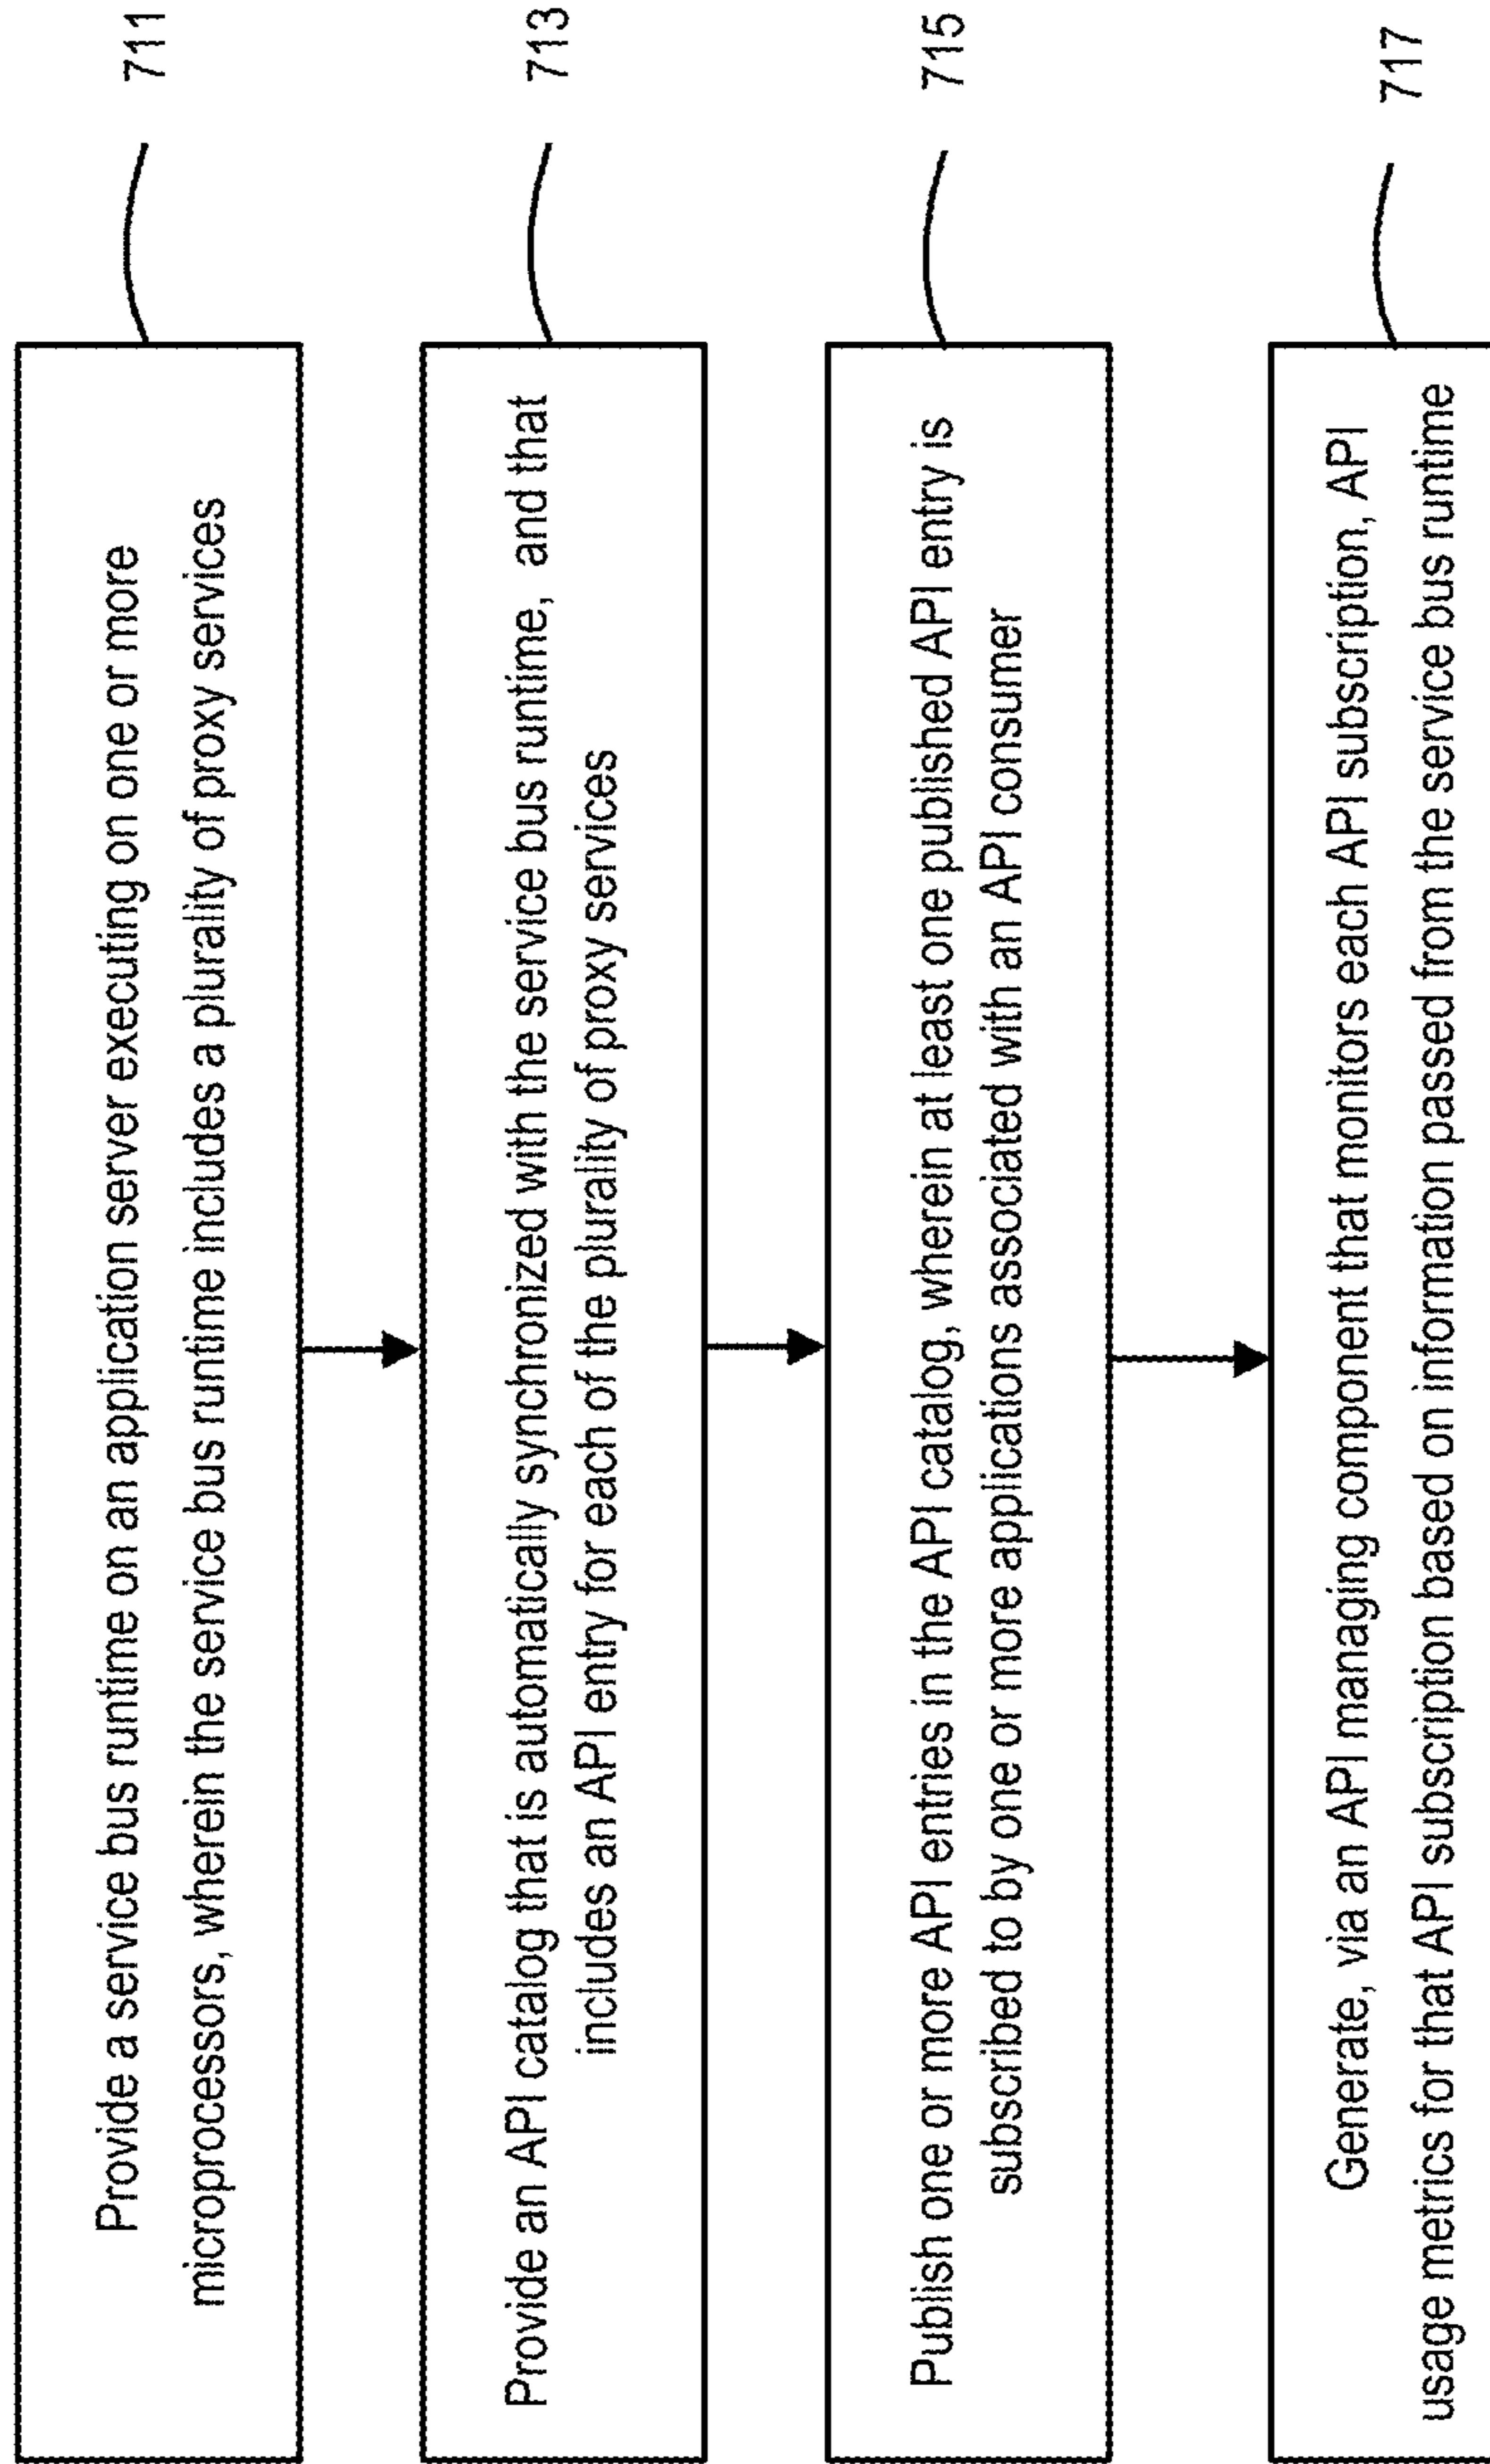 Provide a service bus runtime on an application server executing on one or more
microprocessors, wherein the service bus runtime includes a plurality of proxy services
711
Provide an API catalog that is automatically synchronized with the service bus runtime, and that
includes an API entry for each of the plurality of proxy services
713
Publish one or more API entries in the API catalog, wherein at least one published API entry is
subscribed to by one or more applications associated with an API consumer
715
Generate, via an API managing component that monitors each API subscription, API
usage metrics for that API subscription based on information passed from the service bus runtime
717